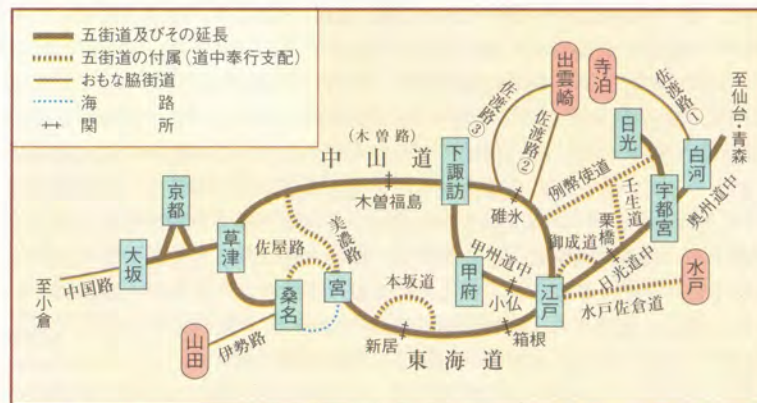 五街道及びその延長
五街道の付属(道中奉行支配)
おもな脇街道
海路
関所
至小倉
中国路
大坂
京都
草津
山田
伊勢路
桑名
佐屋路
宮
美濃路
(木曽路)
中山道
木曽福島
下諏訪
本坂道
新居
東海道
箱根
甲府
甲州道中
小仏
江戸
碓氷
佐渡路③
佐渡路②
出雲崎
寺泊
佐渡路①
例幣使道
御成道
日光
壬生道
栗橋
日光道中
宇都宮
白河
奥州道中
至仙台・青森
水戸
水戸佐倉道